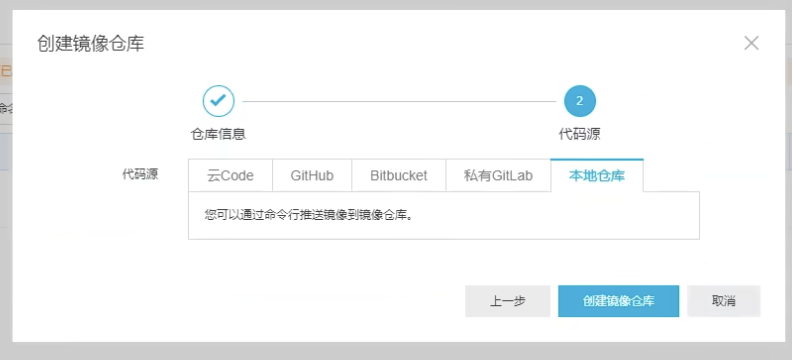 创建镜像仓库
2
仓库信息 代码源
代码源 云Code GitHub Bitbucket 私有GitLab 本地仓库
您可以通过命令行推送镜像到镜像仓库。
上一步 创建镜像仓库 取消